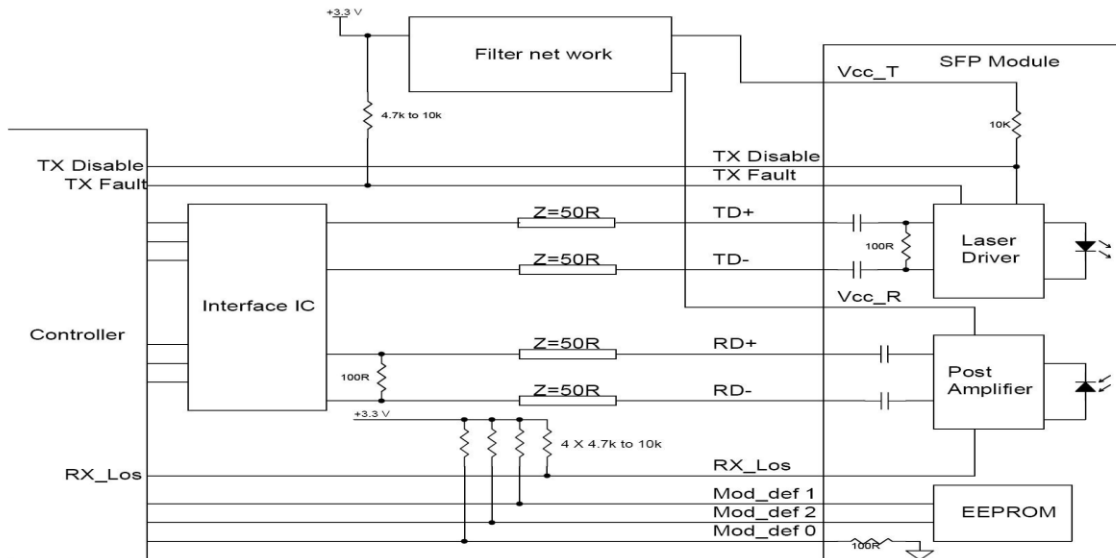 +3.3 V
Filter net work
SFP Module
Vcc_T
4.7k to 10k
10K
TX Disable
TX Disable
TX Fault
TX Fault
Z=50R
TD+
100R
Laser
Driver
Z=50R
TD-
Interface IC
Vcc_R
Controller
Z=50R
RD+
100R
Post
Amplifier
Z=50R
RD-
+3.3 V
4 X 4.7k to 10k
RX_Los
RX_Los
Mod_def 1
EEPROM
Mod_def 2
Mod_def 0
100R